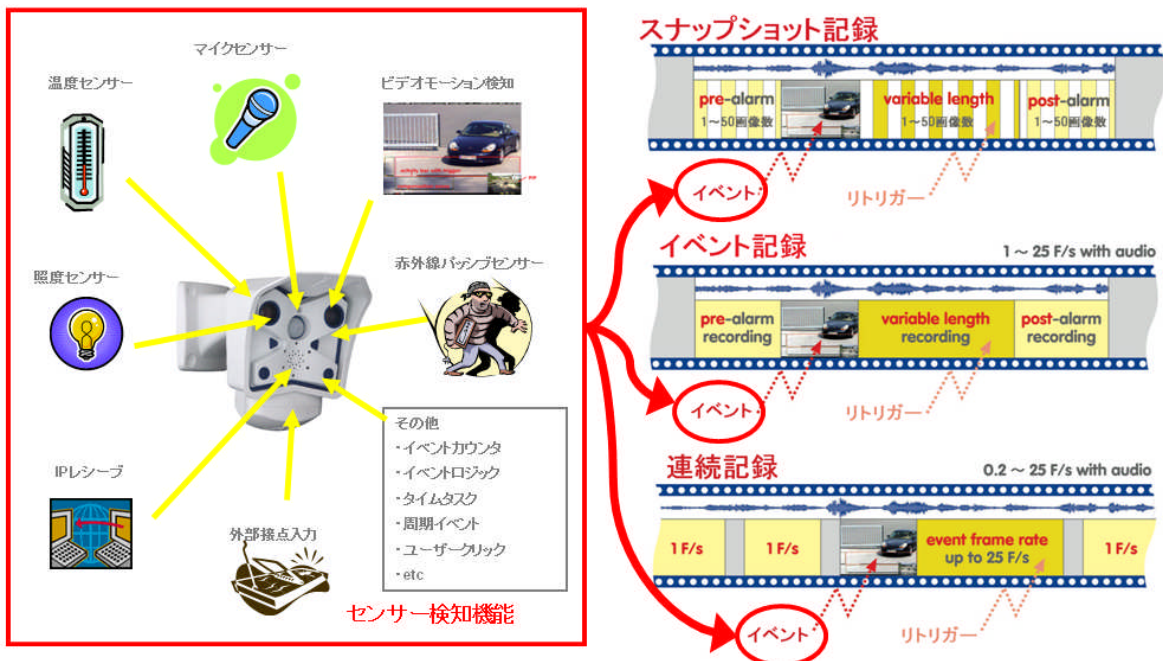 マイクセンサー
温度センサー
ビデオモーション検知
照度センサー
赤外線パッシブセンサー
IPレシーブ
外部接点入力
その他
・イベントカウンタ
・イベントロジック
・タイムタスク
・周期イベント
・ユーザークリック
・etc
センサー検知機能
スナップショット記録
pre-alarm
1～50画像数
variable length
1～50画像数
post-alarm
1～50画像数
イベント
リトリガー
イベント記録
1 ～ 25 F/s with audio
pre-alarm
recording
variable length
recording
post-alarm
recording
イベント
リトリガー
連続記録
0.2 ～ 25 F/s with audio
1 F/s
1 F/s
event frame rate
up to 25 F/s
1 F/s
イベント
リトリガー